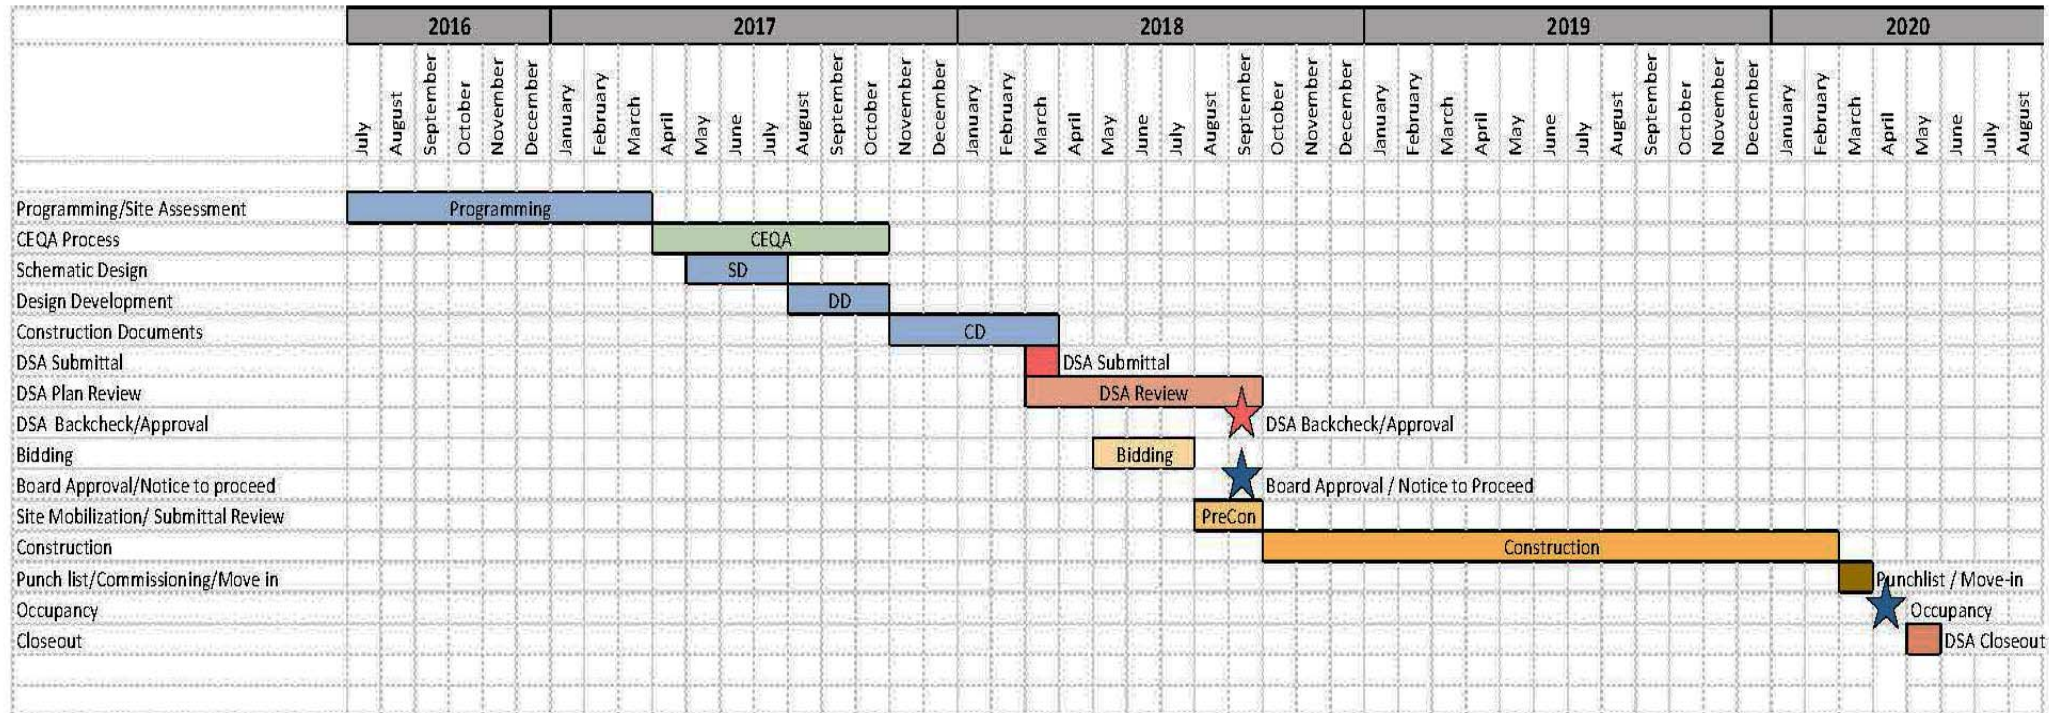 2016 2017 2018 2019 2020
July August September October November December January February March April May June July August September October November December January February March April May June July August September October November December January February March April May June July August September October November December January February March April May June July August
Programming/Site Assessment Programming
CEQA Process CEQA
Schematic Design SD
Design Development DD
Construction Documents CD
DSA Submittal DSA Submittal
DSA Plan Review DSA Review
DSA Backcheck/Approval DSA Backcheck/Approval
Bidding Bidding
Board Approval/Notice to proceed Board Approval / Notice to Proceed
Site Mobilization/ Submittal Review PreCon
Construction Construction
Punch list/Commissioning/Move in Punchlist / Move-in
Occupancy Occupancy
Closeout DSA Closeout